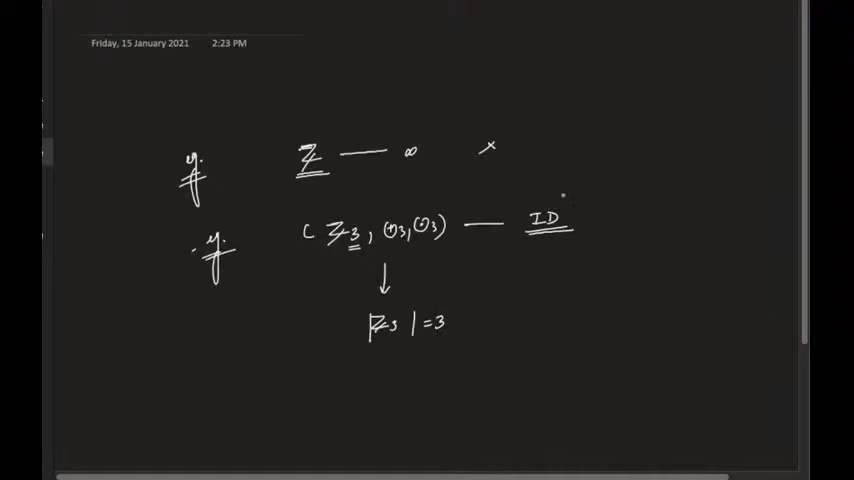 Friday, 15 January 2021 2:23 PM
eg. ℤ — ∞ ×
eg. (ℤ₃, ⊕₃, ⊙₃) — ID
↓
|ℤ₃| = 3